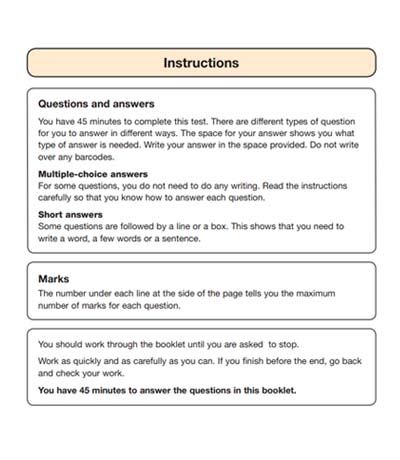 Instructions
Questions and answers
You have 45 minutes to complete this test. There are different types of question
for you to answer in different ways. The space for your answer shows you what
type of answer is needed. Write your answer in the space provided. Do not write
over any barcodes.
Multiple-choice answers
For some questions, you do not need to do any writing. Read the instructions
carefully so that you know how to answer each question.
Short answers
Some questions are followed by a line or a box. This shows that you need to
write a word, a few words or a sentence.
Marks
The number under each line at the side of the page tells you the maximum
number of marks for each question.
You should work through the booklet until you are asked to stop.
Work as quickly and as carefully as you can. If you finish before the end, go back
and check your work.
You have 45 minutes to answer the questions in this booklet.